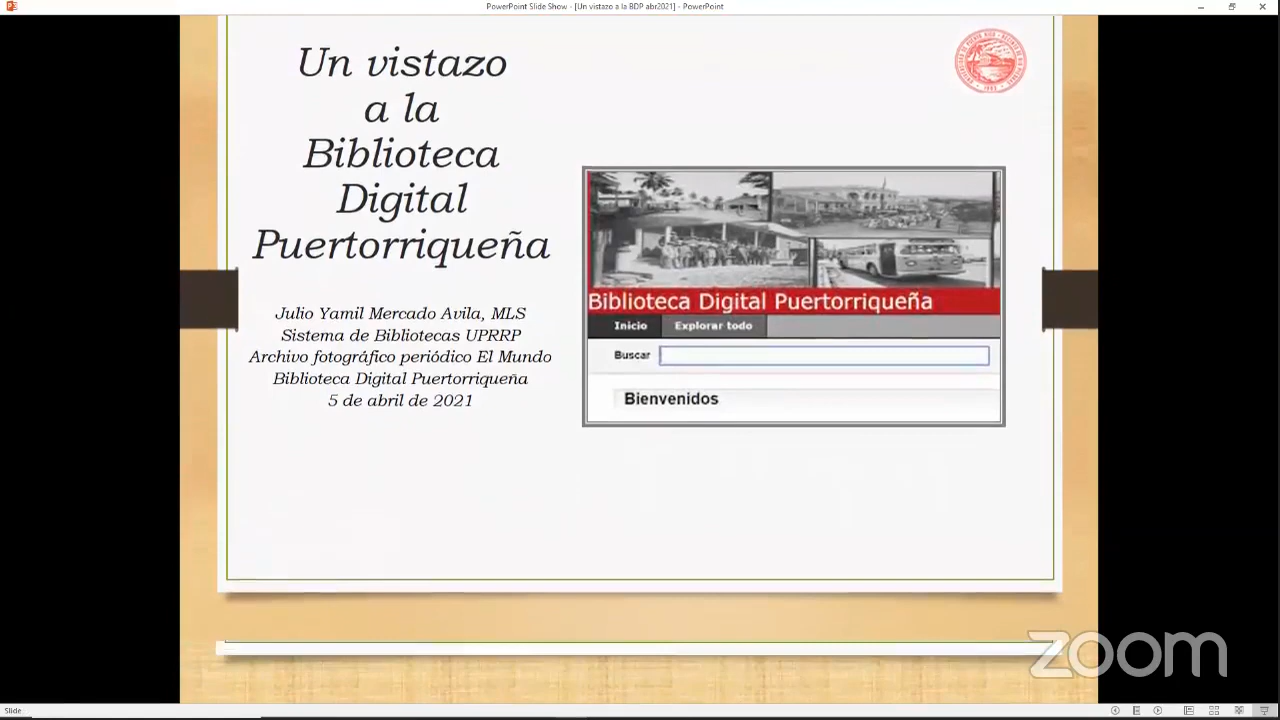 PowerPoint Slide Show - [Un vistazo a la BDP abr2021] - PowerPoint
Un vistazo
a la
Biblioteca
Digital
Puertorriqueña
Julio Yamil Mercado Avila, MLS
Sistema de Bibliotecas UPRRP
Archivo fotográfico periódico El Mundo
Biblioteca Digital Puertorriqueña
5 de abril de 2021
Biblioteca Digital Puertorriqueña
Inicio Explorar todo
Buscar
Bienvenidos
zoom
Slide